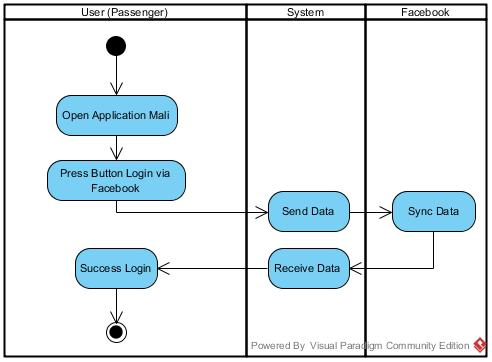 User (Passenger)
System
Facebook
Open Application Mali
Press Button Login via
Facebook
Send Data
Sync Data
Success Login
Receive Data
Powered By Visual Paradigm Community Edition